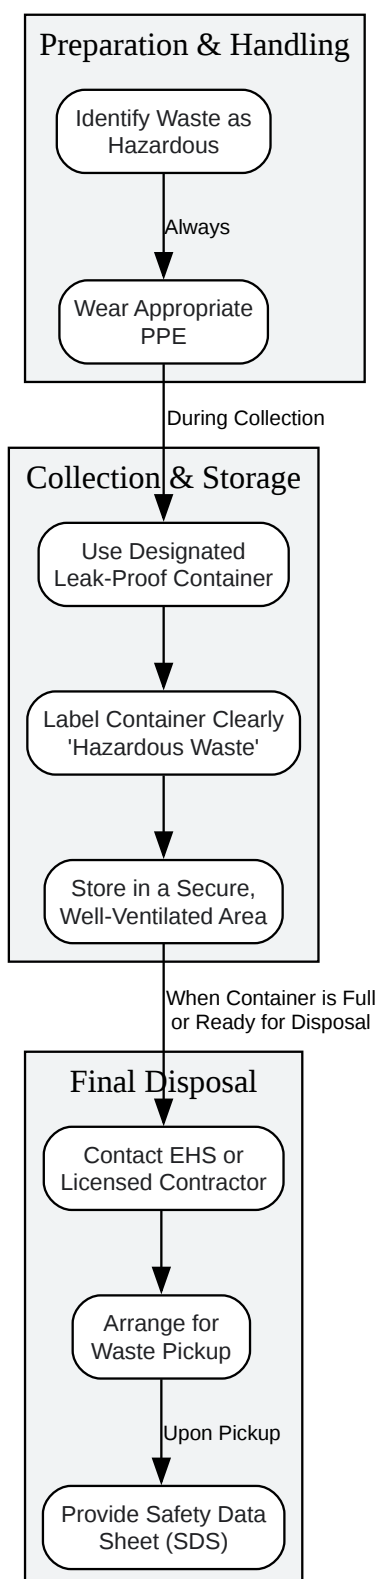 Preparation & Handling
Identify Waste as
Hazardous
Always
Wear Appropriate
PPE
During Collection
Collection & Storage
Use Designated
Leak-Proof Container
Label Container Clearly
'Hazardous Waste'
Store in a Secure,
Well-Ventilated Area
When Container is Full
or Ready for Disposal
Final Disposal
Contact EHS or
Licensed Contractor
Arrange for
Waste Pickup
Upon Pickup
Provide Safety Data
Sheet (SDS)